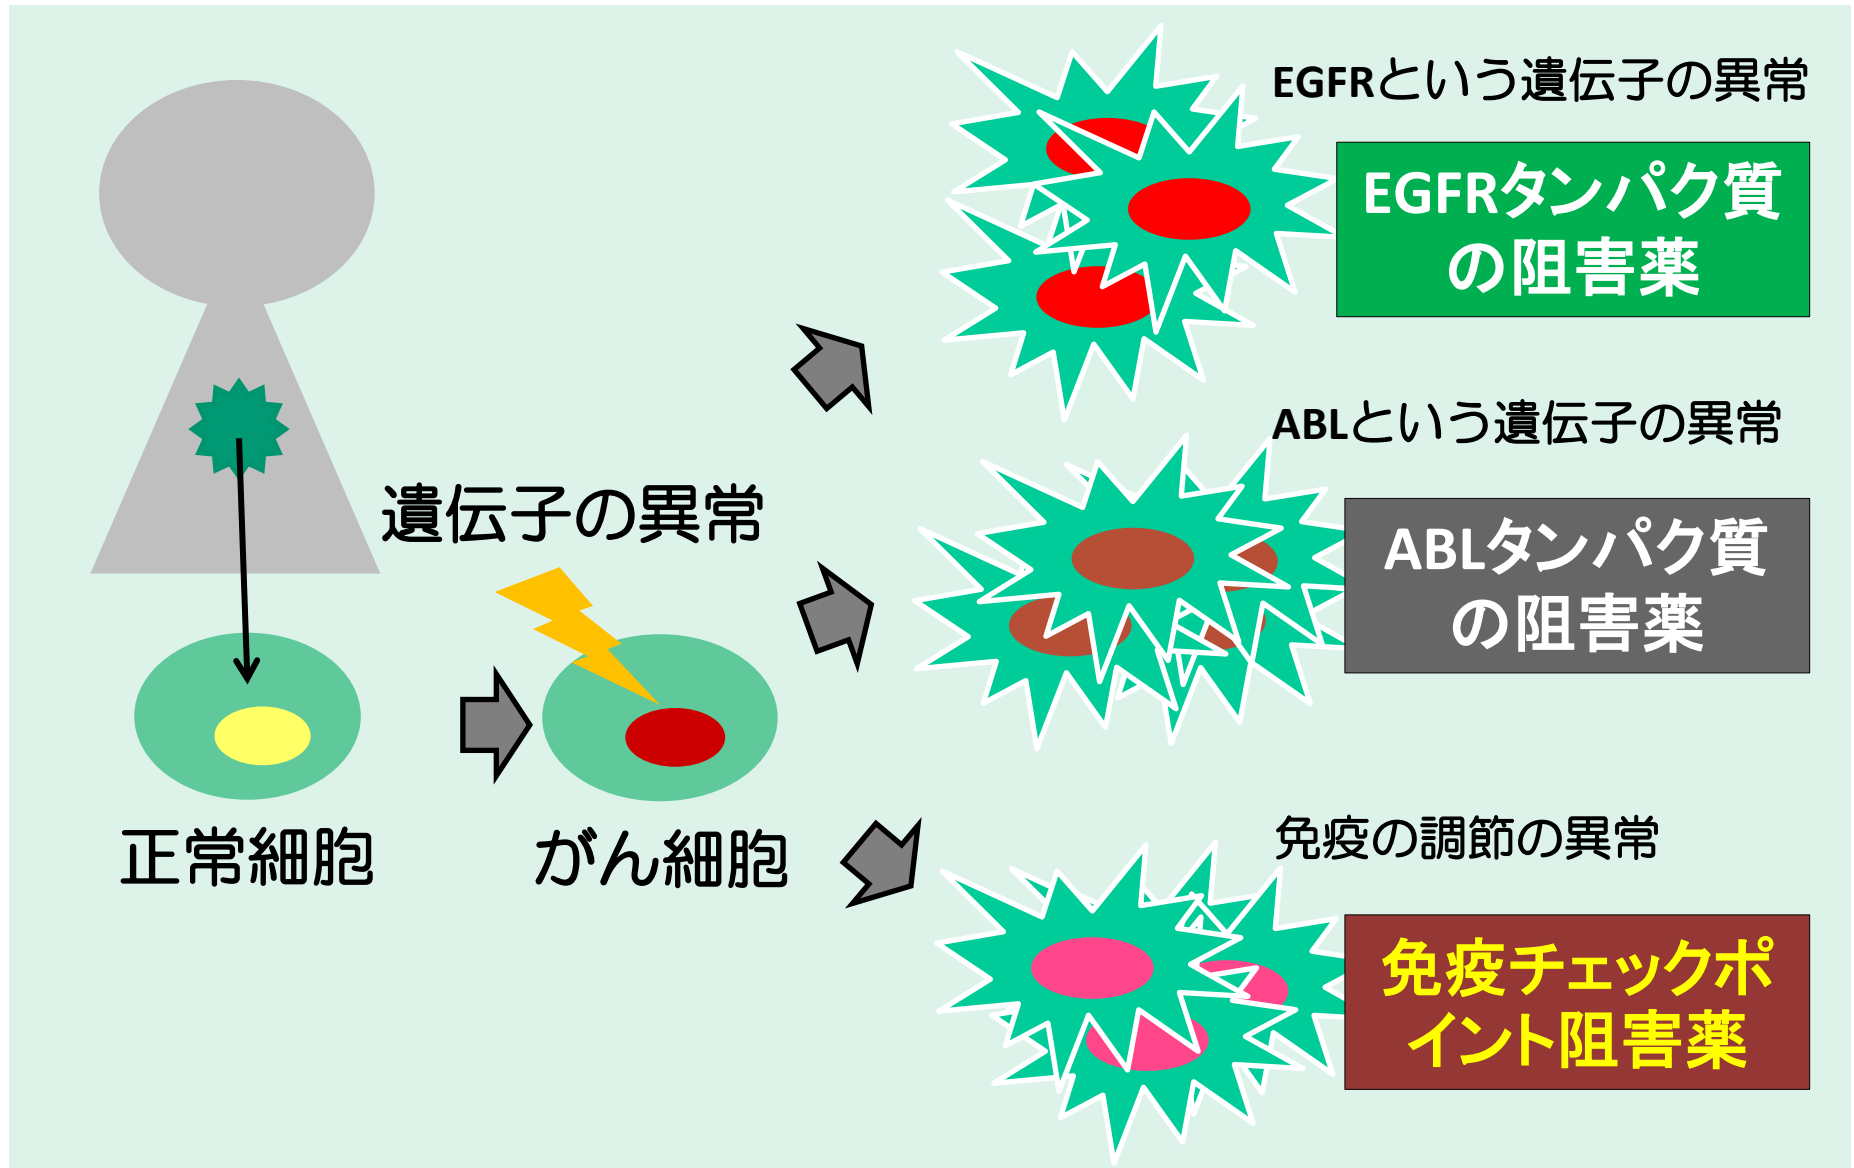 遺伝子の異常
正常細胞
がん細胞
EGFRという遺伝子の異常
EGFRタンパク質
の阻害薬
ABLという遺伝子の異常
ABLタンパク質
の阻害薬
免疫の調節の異常
免疫チェックポ
イント阻害薬